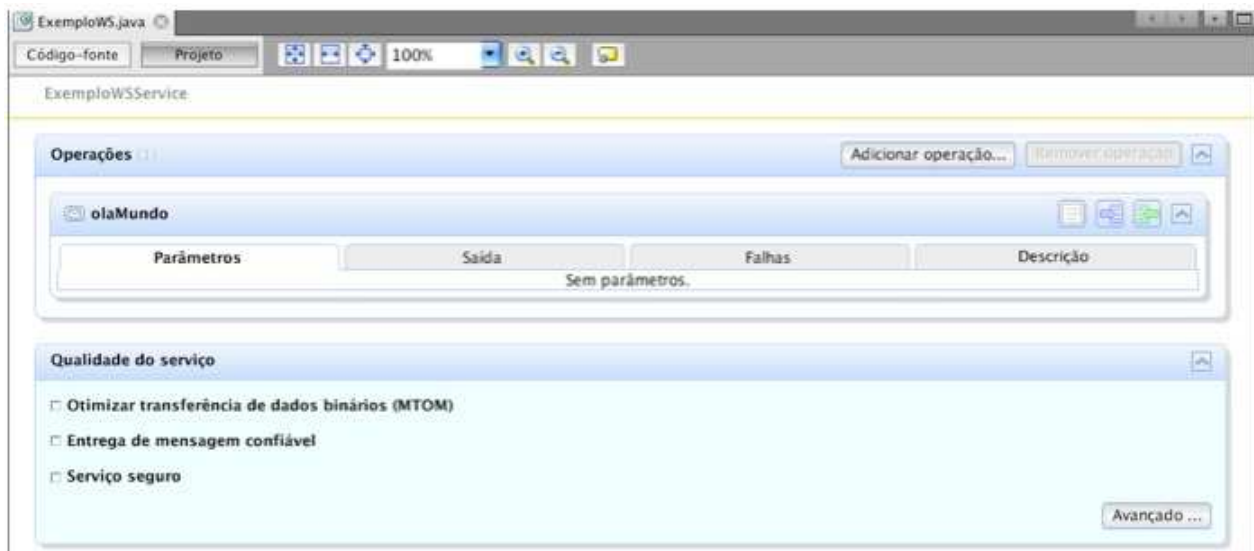 ExemploWS.java
Código-fonte Projeto 100%
ExemploWSService
Operações Adicionar operação... Remover operação
olaMundo
Parâmetros Saída Falhas Descrição
Sem parâmetros.
Qualidade do serviço
Otimizar transferência de dados binários (MTOM)
Entrega de mensagem confiável
Serviço seguro
Avançado ...